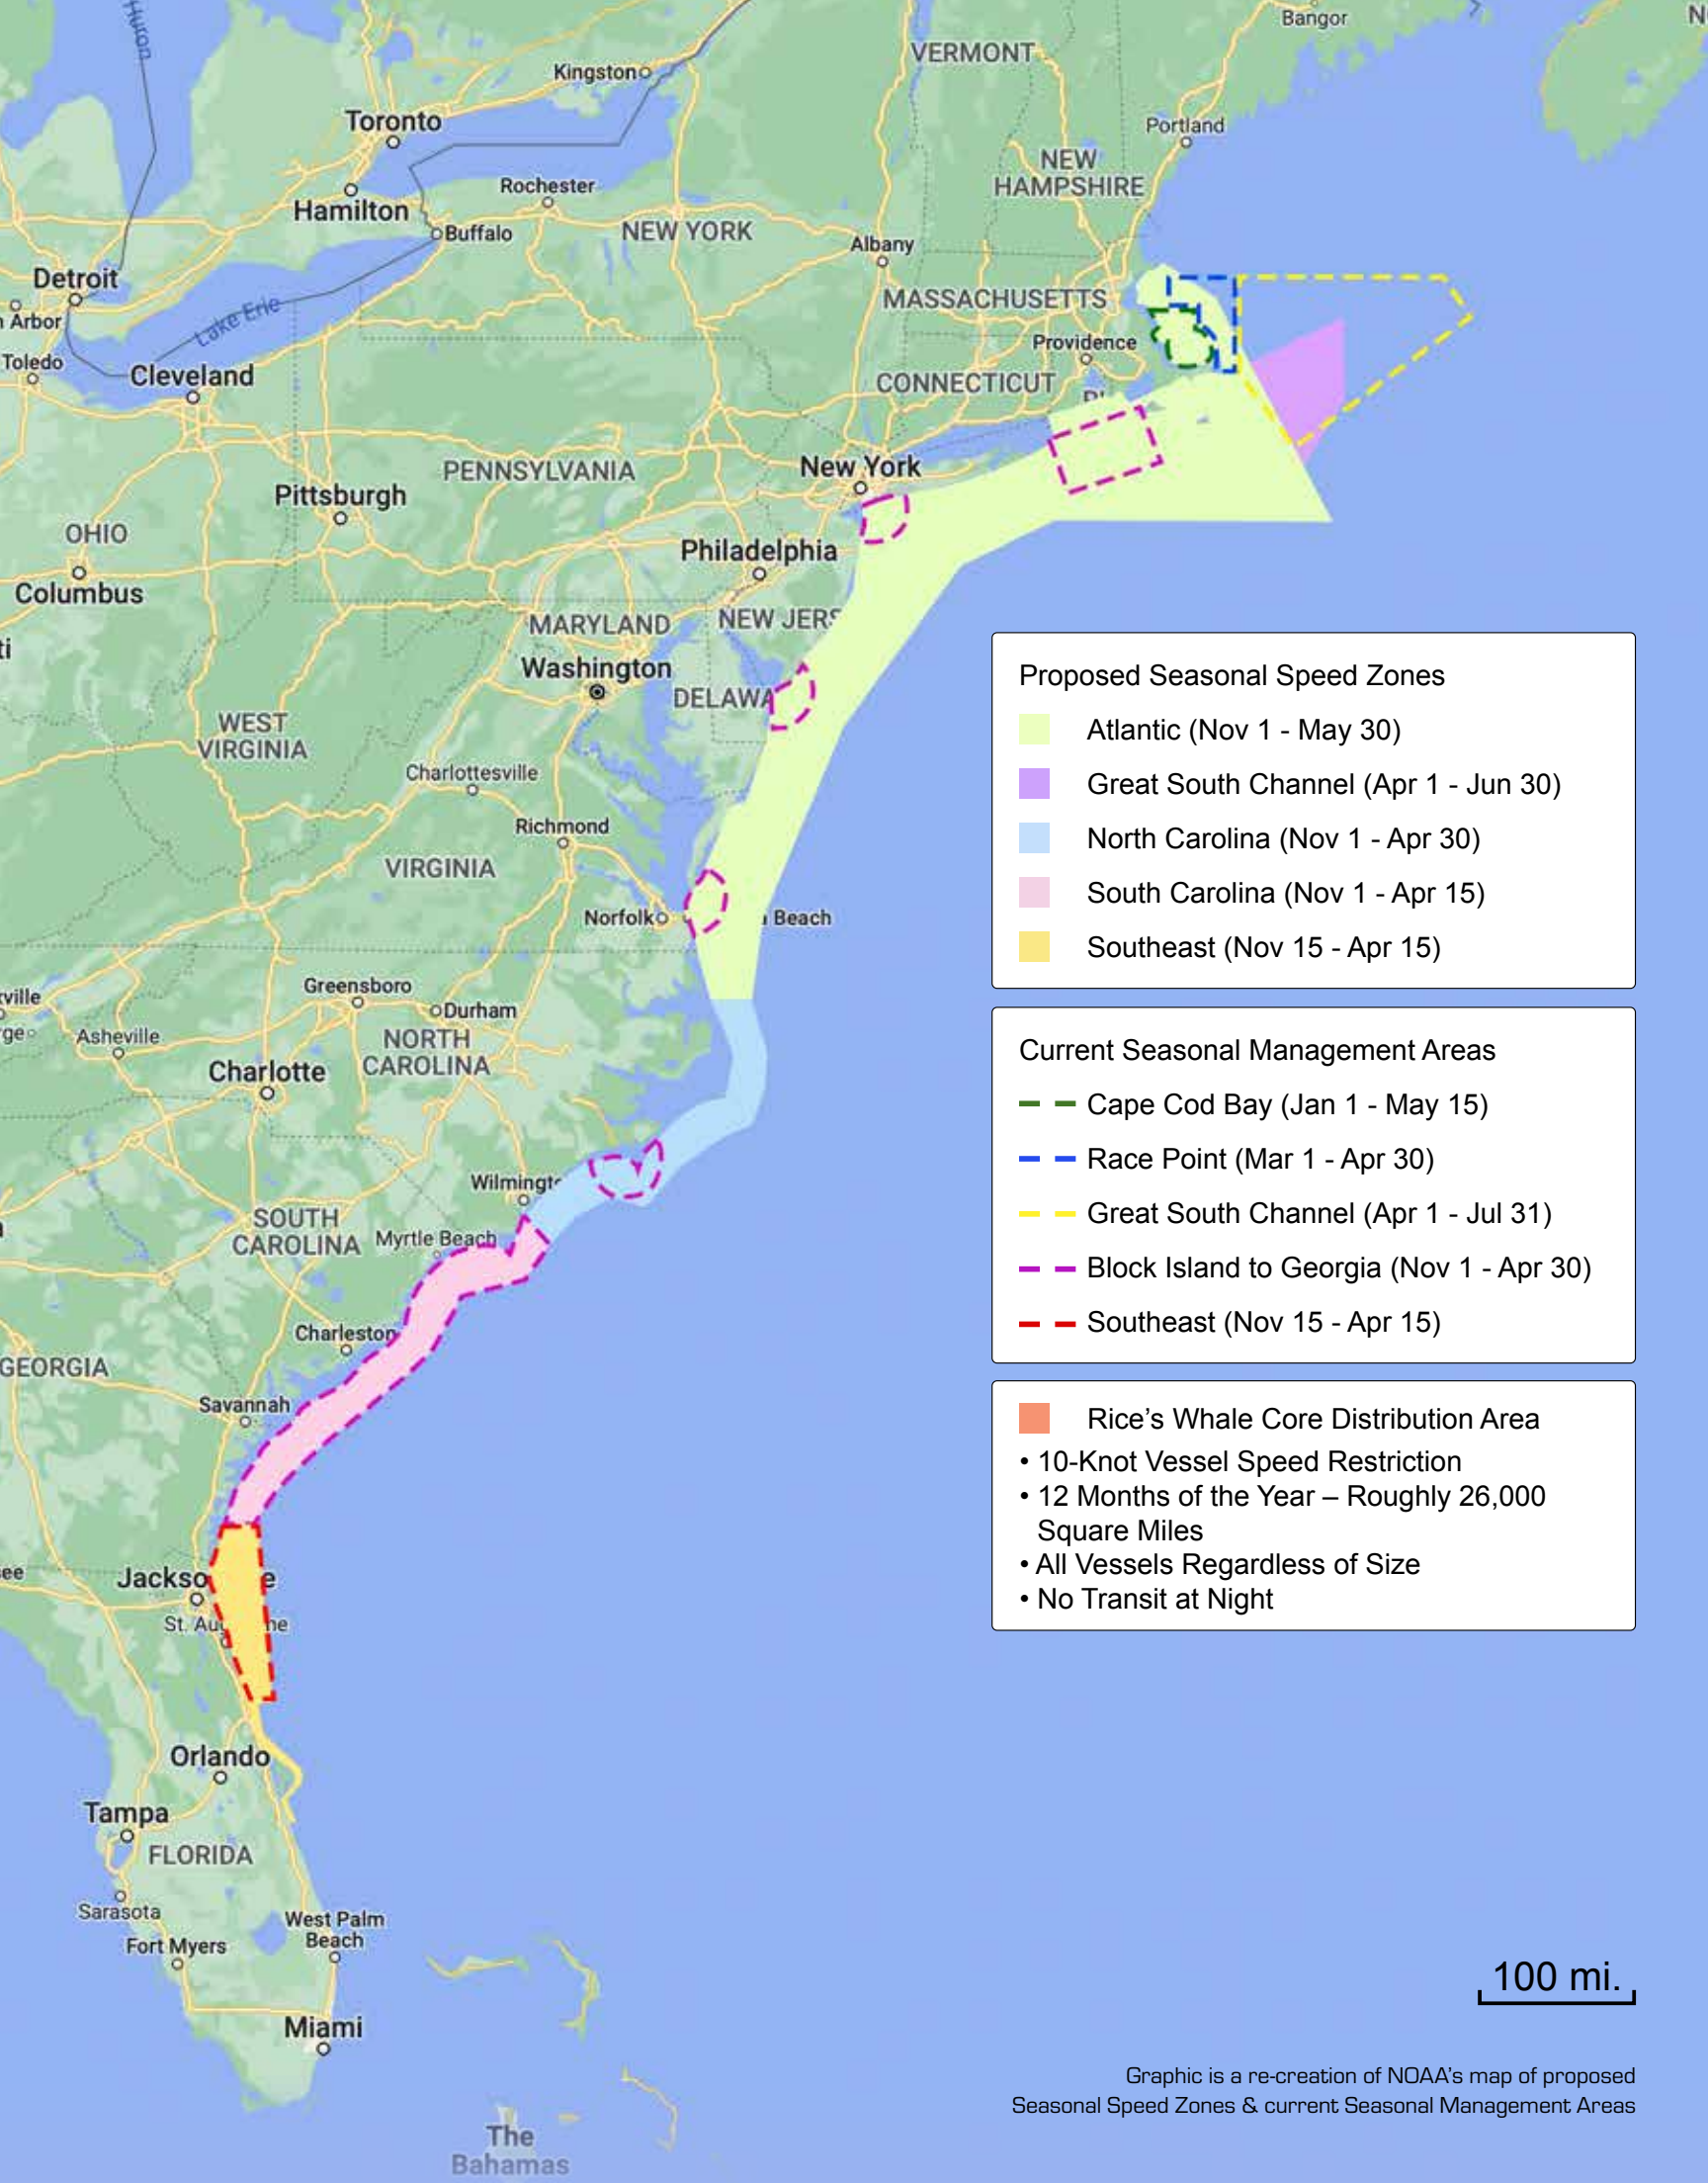 Huron
Bangor
VERMONT
Kingston
Toronto
Portland
NEW
HAMPSHIRE
Rochester
Hamilton
Buffalo
NEW YORK
Albany
Detroit
MASSACHUSETTS
Arbor
Lake Erie
Providence
Toledo
Cleveland
CONNECTICUT
New York
PENNSYLVANIA
Pittsburgh
OHIO
Philadelphia
Columbus
NEW JERS
MARYLAND
Washington
DELAWA
WEST
VIRGINIA
Charlottesville
Richmond
VIRGINIA
Norfolk
Beach
ville
Greensboro
Durham
ge
Asheville
NORTH
CAROLINA
Charlotte
Wilmingt
SOUTH
CAROLINA
Myrtle Beach
Charleston
GEORGIA
Savannah
see
Jackso e
St. Au ne
Orlando
Tampa
FLORIDA
Sarasota
West Palm
Beach
Fort Myers
Miami
The
Bahamas
Proposed Seasonal Speed Zones
Atlantic (Nov 1 - May 30)
Great South Channel (Apr 1 - Jun 30)
North Carolina (Nov 1 - Apr 30)
South Carolina (Nov 1 - Apr 15)
Southeast (Nov 15 - Apr 15)
Current Seasonal Management Areas
Cape Cod Bay (Jan 1 - May 15)
Race Point (Mar 1 - Apr 30)
Great South Channel (Apr 1 - Jul 31)
Block Island to Georgia (Nov 1 - Apr 30)
Southeast (Nov 15 - Apr 15)
Rice’s Whale Core Distribution Area
• 10-Knot Vessel Speed Restriction
• 12 Months of the Year – Roughly 26,000
Square Miles
• All Vessels Regardless of Size
• No Transit at Night
100 mi.
Graphic is a re-creation of NOAA's map of proposed
Seasonal Speed Zones & current Seasonal Management Areas